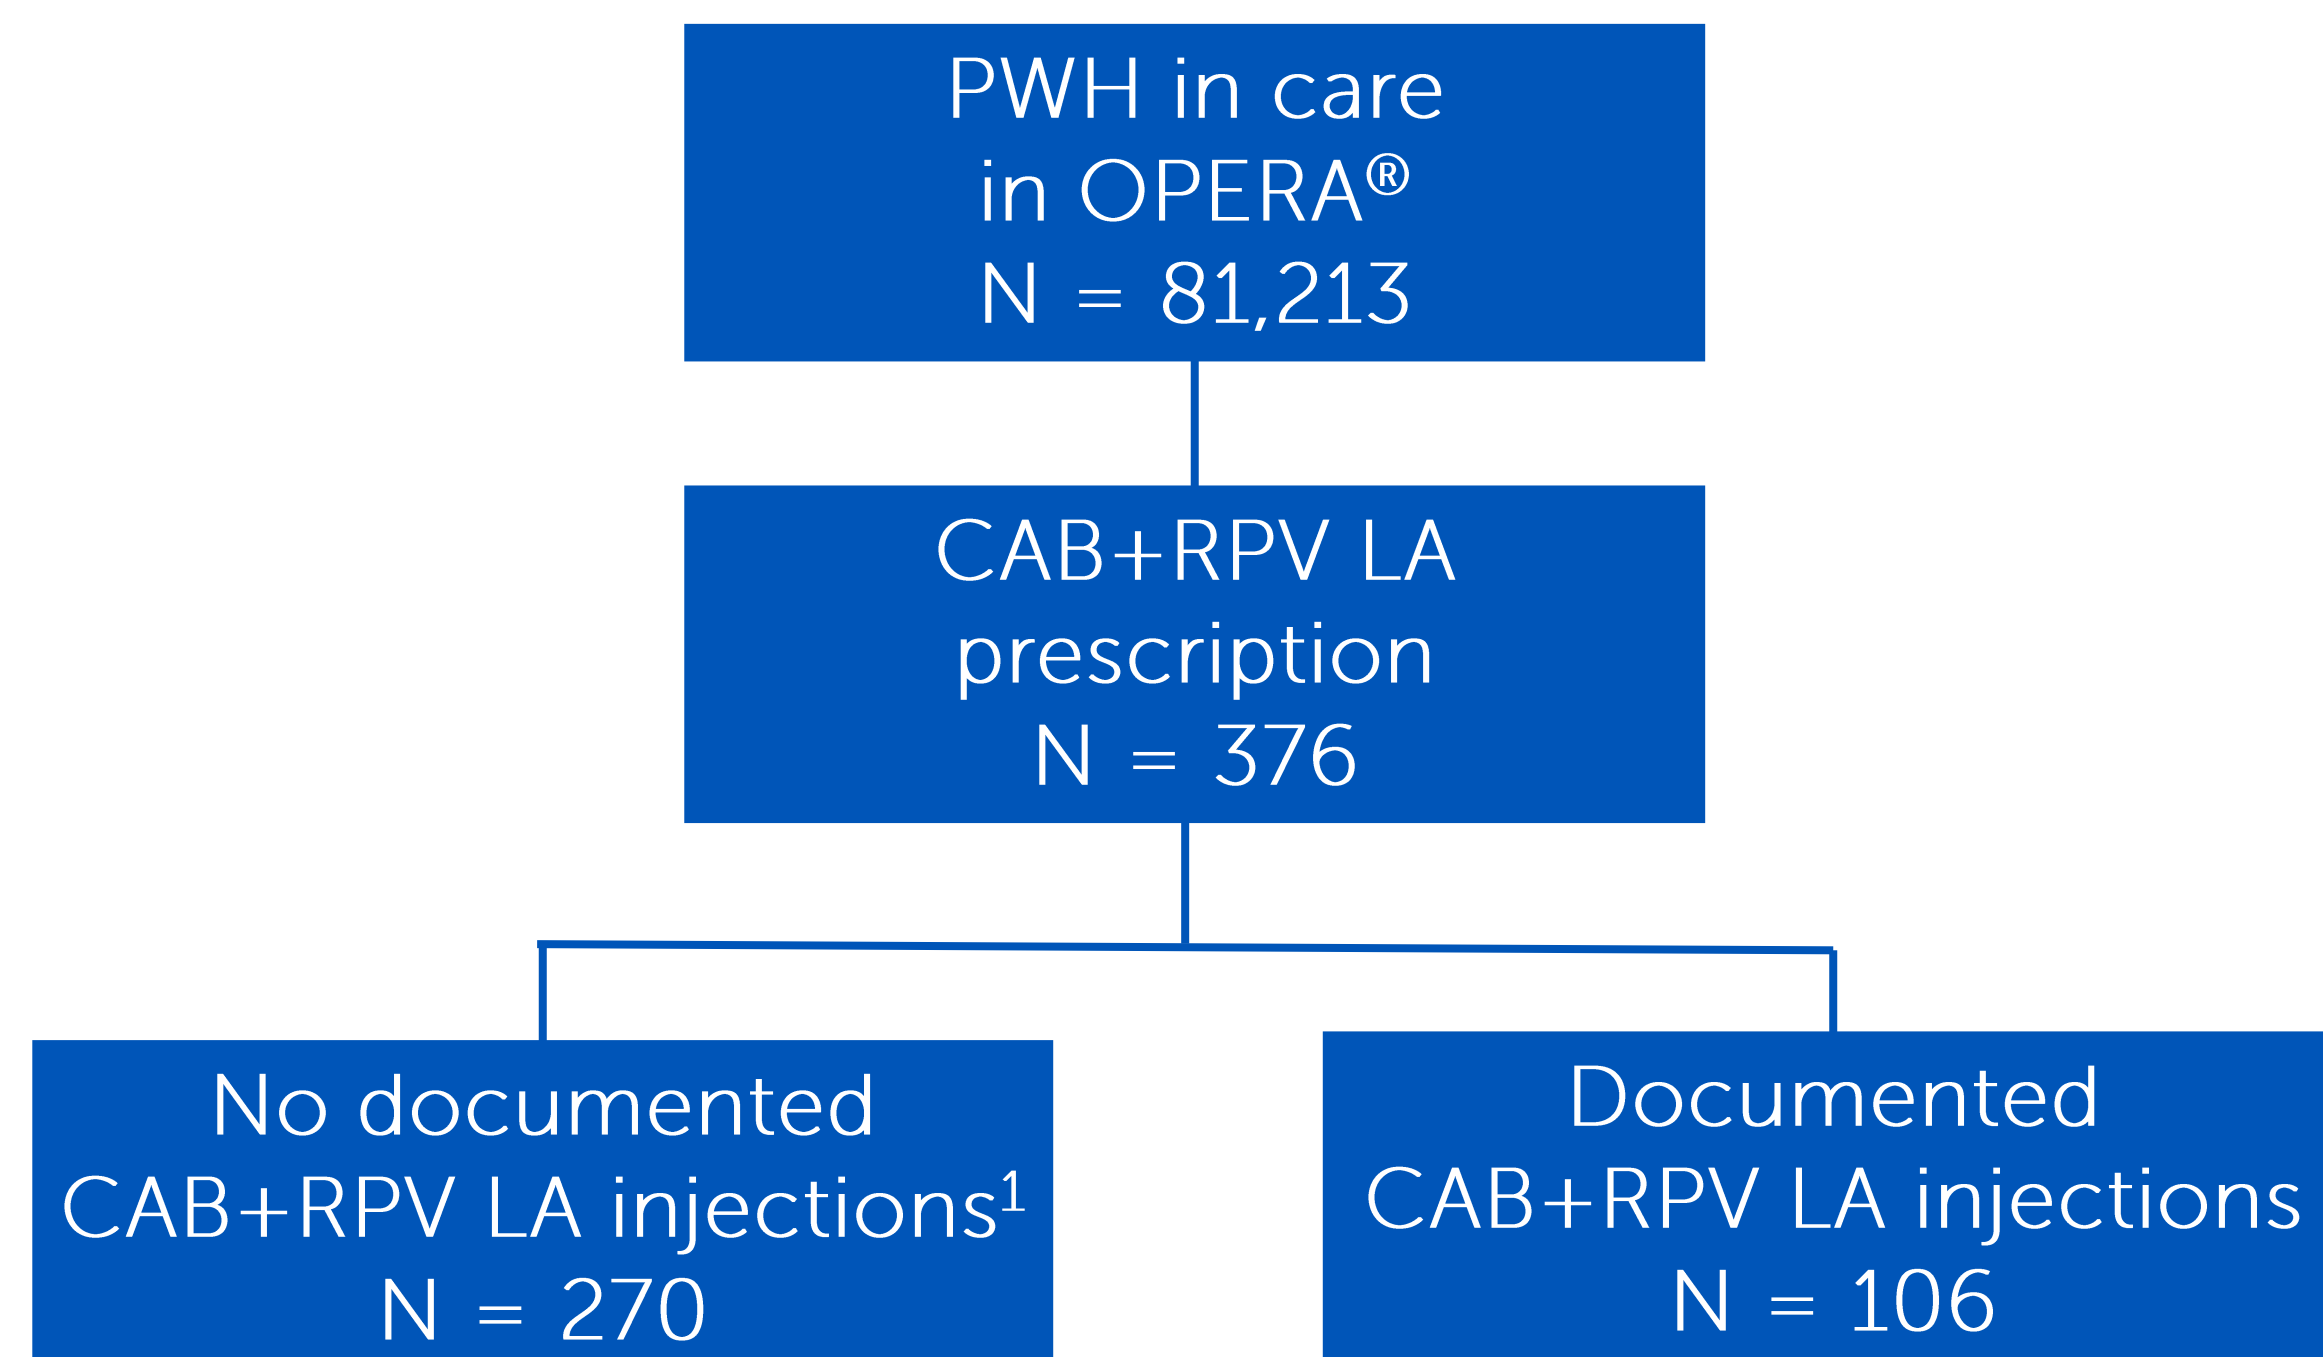 PWH in care
in OPERA®
N = 81,213
CAB+RPV LA
prescription
N = 376
No documented
CAB+RPV LA injections¹
N = 270
Documented
CAB+RPV LA injections
N = 106